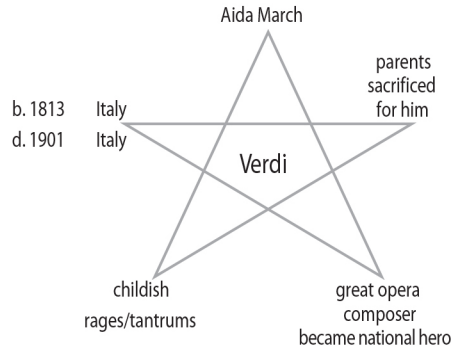 Aida March
parents
sacrificed
for him
b. 1813 Italy
d. 1901 Italy
Verdi
childish
rages/tantrums
great opera
composer
became national hero